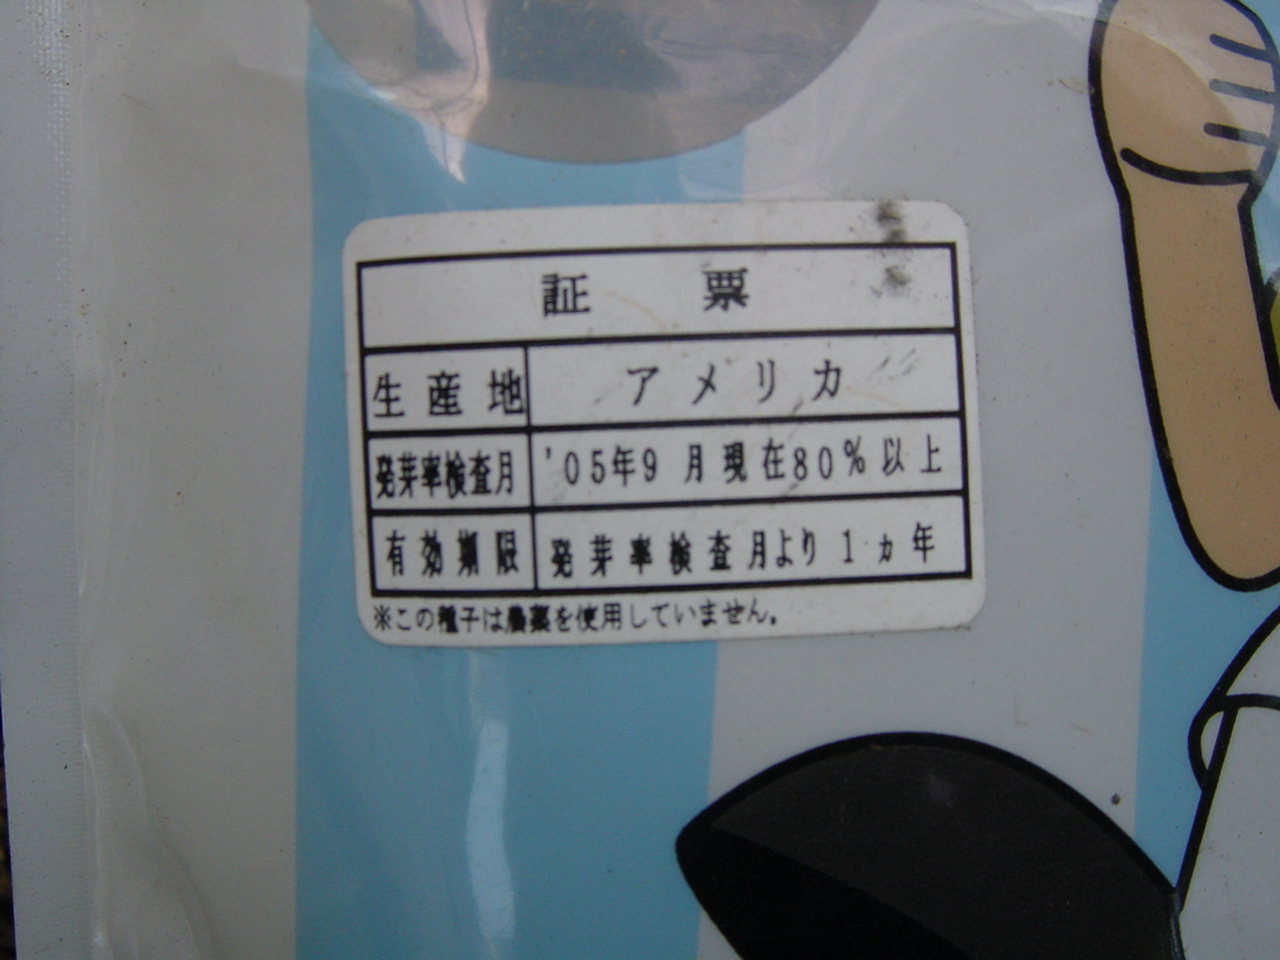 証 票
生産地 アメリカ
発芽率検査月 '05年9月現在80%以上
有効期限 発芽率検査月より1ヵ年
※この種子は農薬を使用していません。